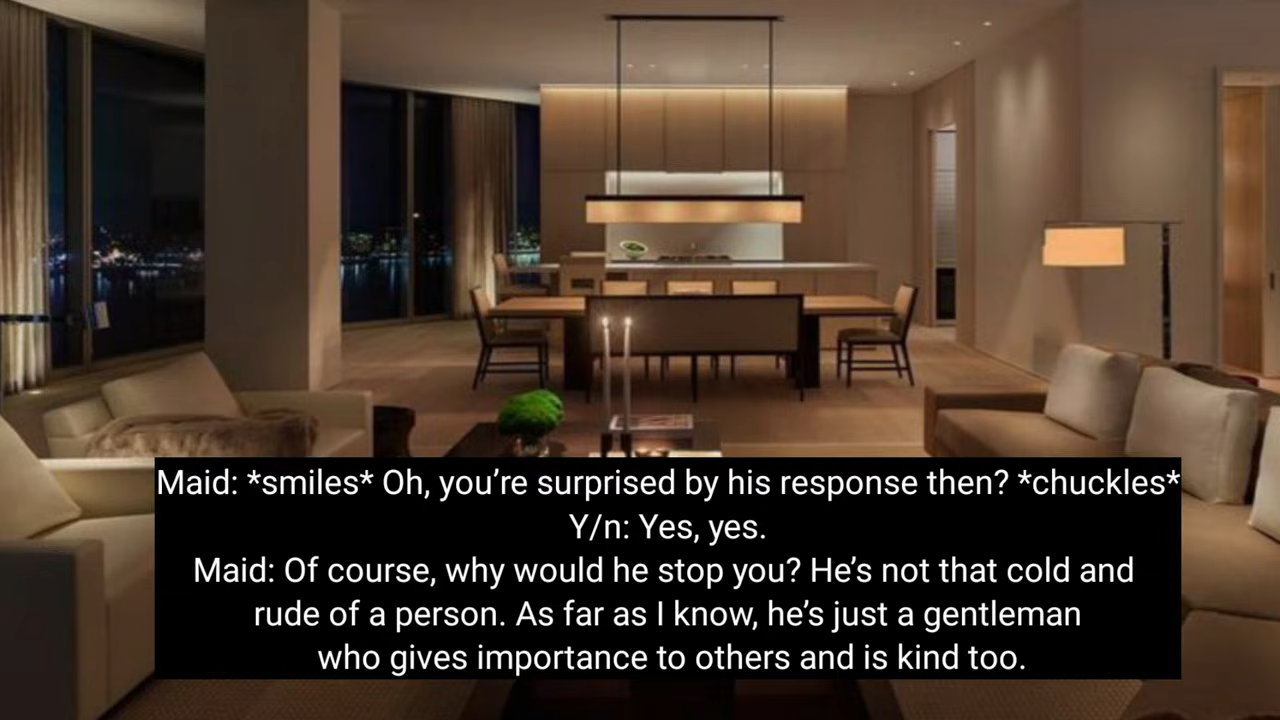 Maid: *smiles* Oh, you’re surprised by his response then? *chuckles*
Y/n: Yes, yes.
Maid: Of course, why would he stop you? He’s not that cold and
rude of a person. As far as I know, he’s just a gentleman
who gives importance to others and is kind too.